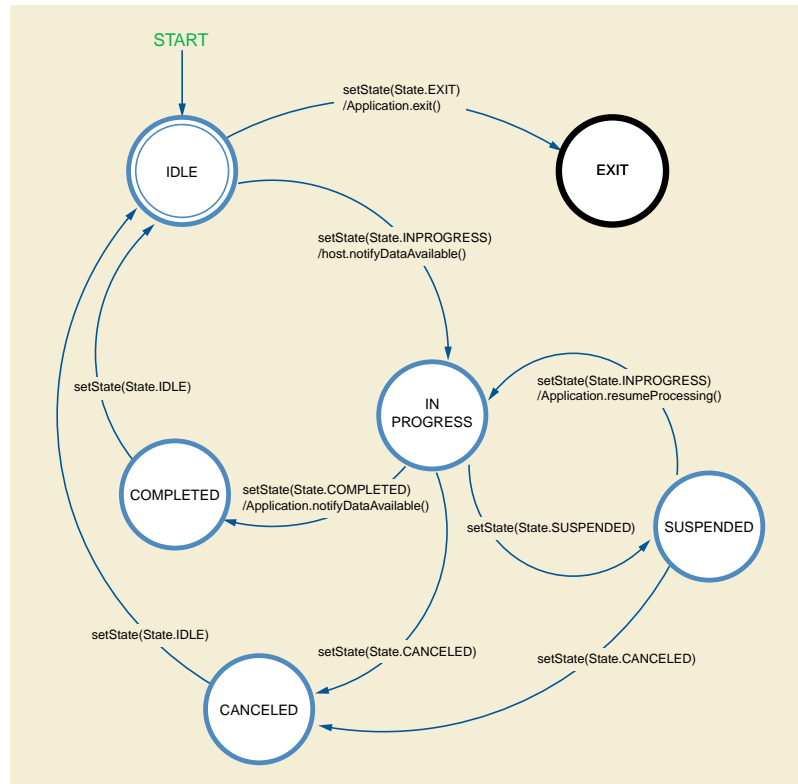 START
setState(State.EXIT)
/Application.exit()
IDLE
EXIT
setState(State.INPROGRESS)
/host.notifyDataAvailable()
setState(State.IDLE)
IN
PROGRESS
setState(State.INPROGRESS)
/Application.resumeProcessing()
COMPLETED
setState(State.COMPLETED)
/Application.notifyDataAvailable()
setState(State.SUSPENDED)
SUSPENDED
setState(State.IDLE)
setState(State.CANCELED)
setState(State.CANCELED)
CANCELED